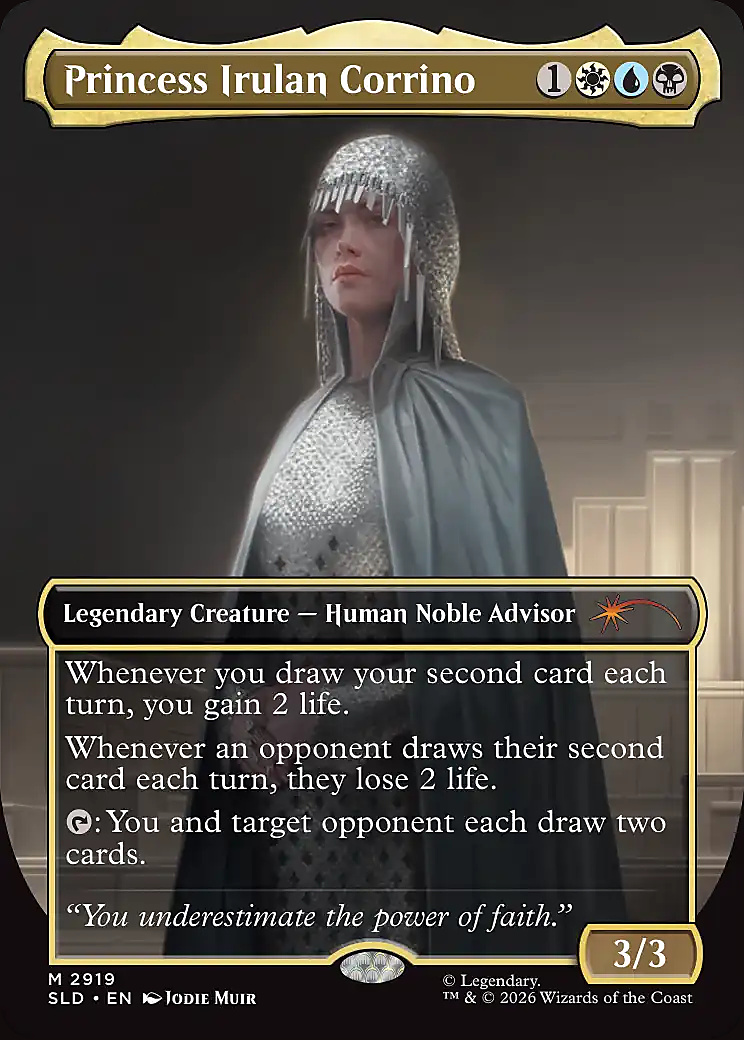 Princess Irulan Corrino 1
Legendary Creature — Human Noble Advisor
Whenever you draw your second card each
turn, you gain 2 life.
Whenever an opponent draws their second
card each turn, they lose 2 life.
: You and target opponent each draw two
cards.
“You underestimate the power of faith.”
3/3
M 2919
SLD • EN Jodie Muir
© Legendary.
™ & © 2026 Wizards of the Coast